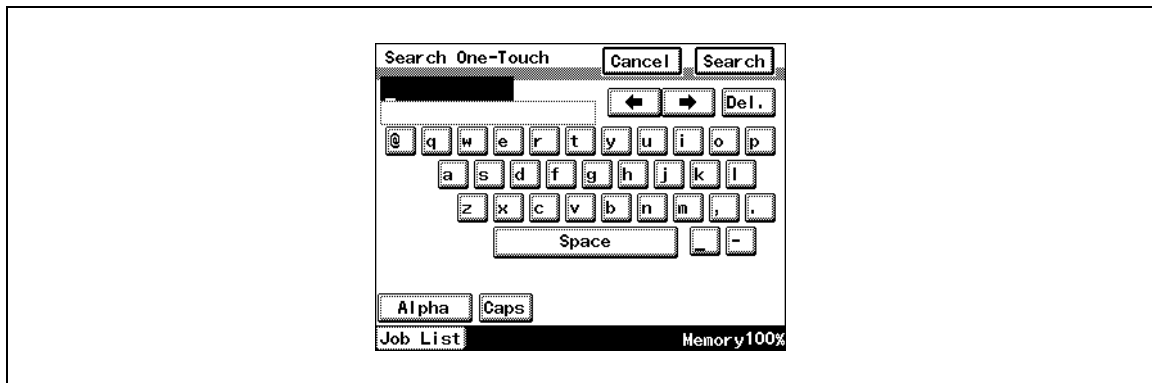 Search One-Touch Cancel Search
_
← → Del.
@ q w e r t y u i o p
a s d f g h j k l
z x c v b n m , .
Space _ -
Alpha Caps
Job List Memory100%